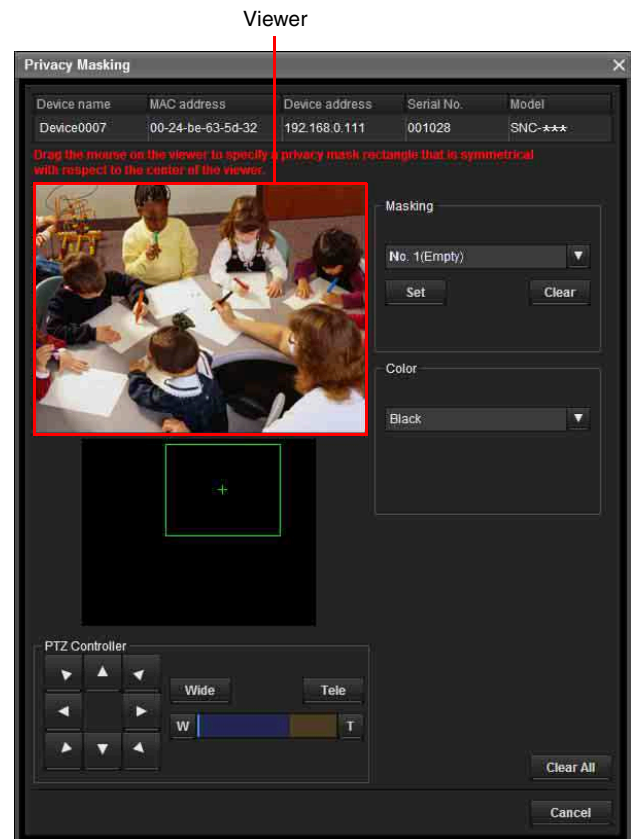 Viewer
Privacy Masking
Device name MAC address Device address Serial No. Model
Device0007 00-24-be-63-5d-32 192.168.0.111 001028 SNC-***
Drag the mouse on the viewer to specify a privacy mask rectangle that is symmetrical
with respect to the center of the viewer.
Masking
No. 1(Empty)
Set Clear
Color
Black
PTZ Controller
Wide Tele
W T
Clear All
Cancel